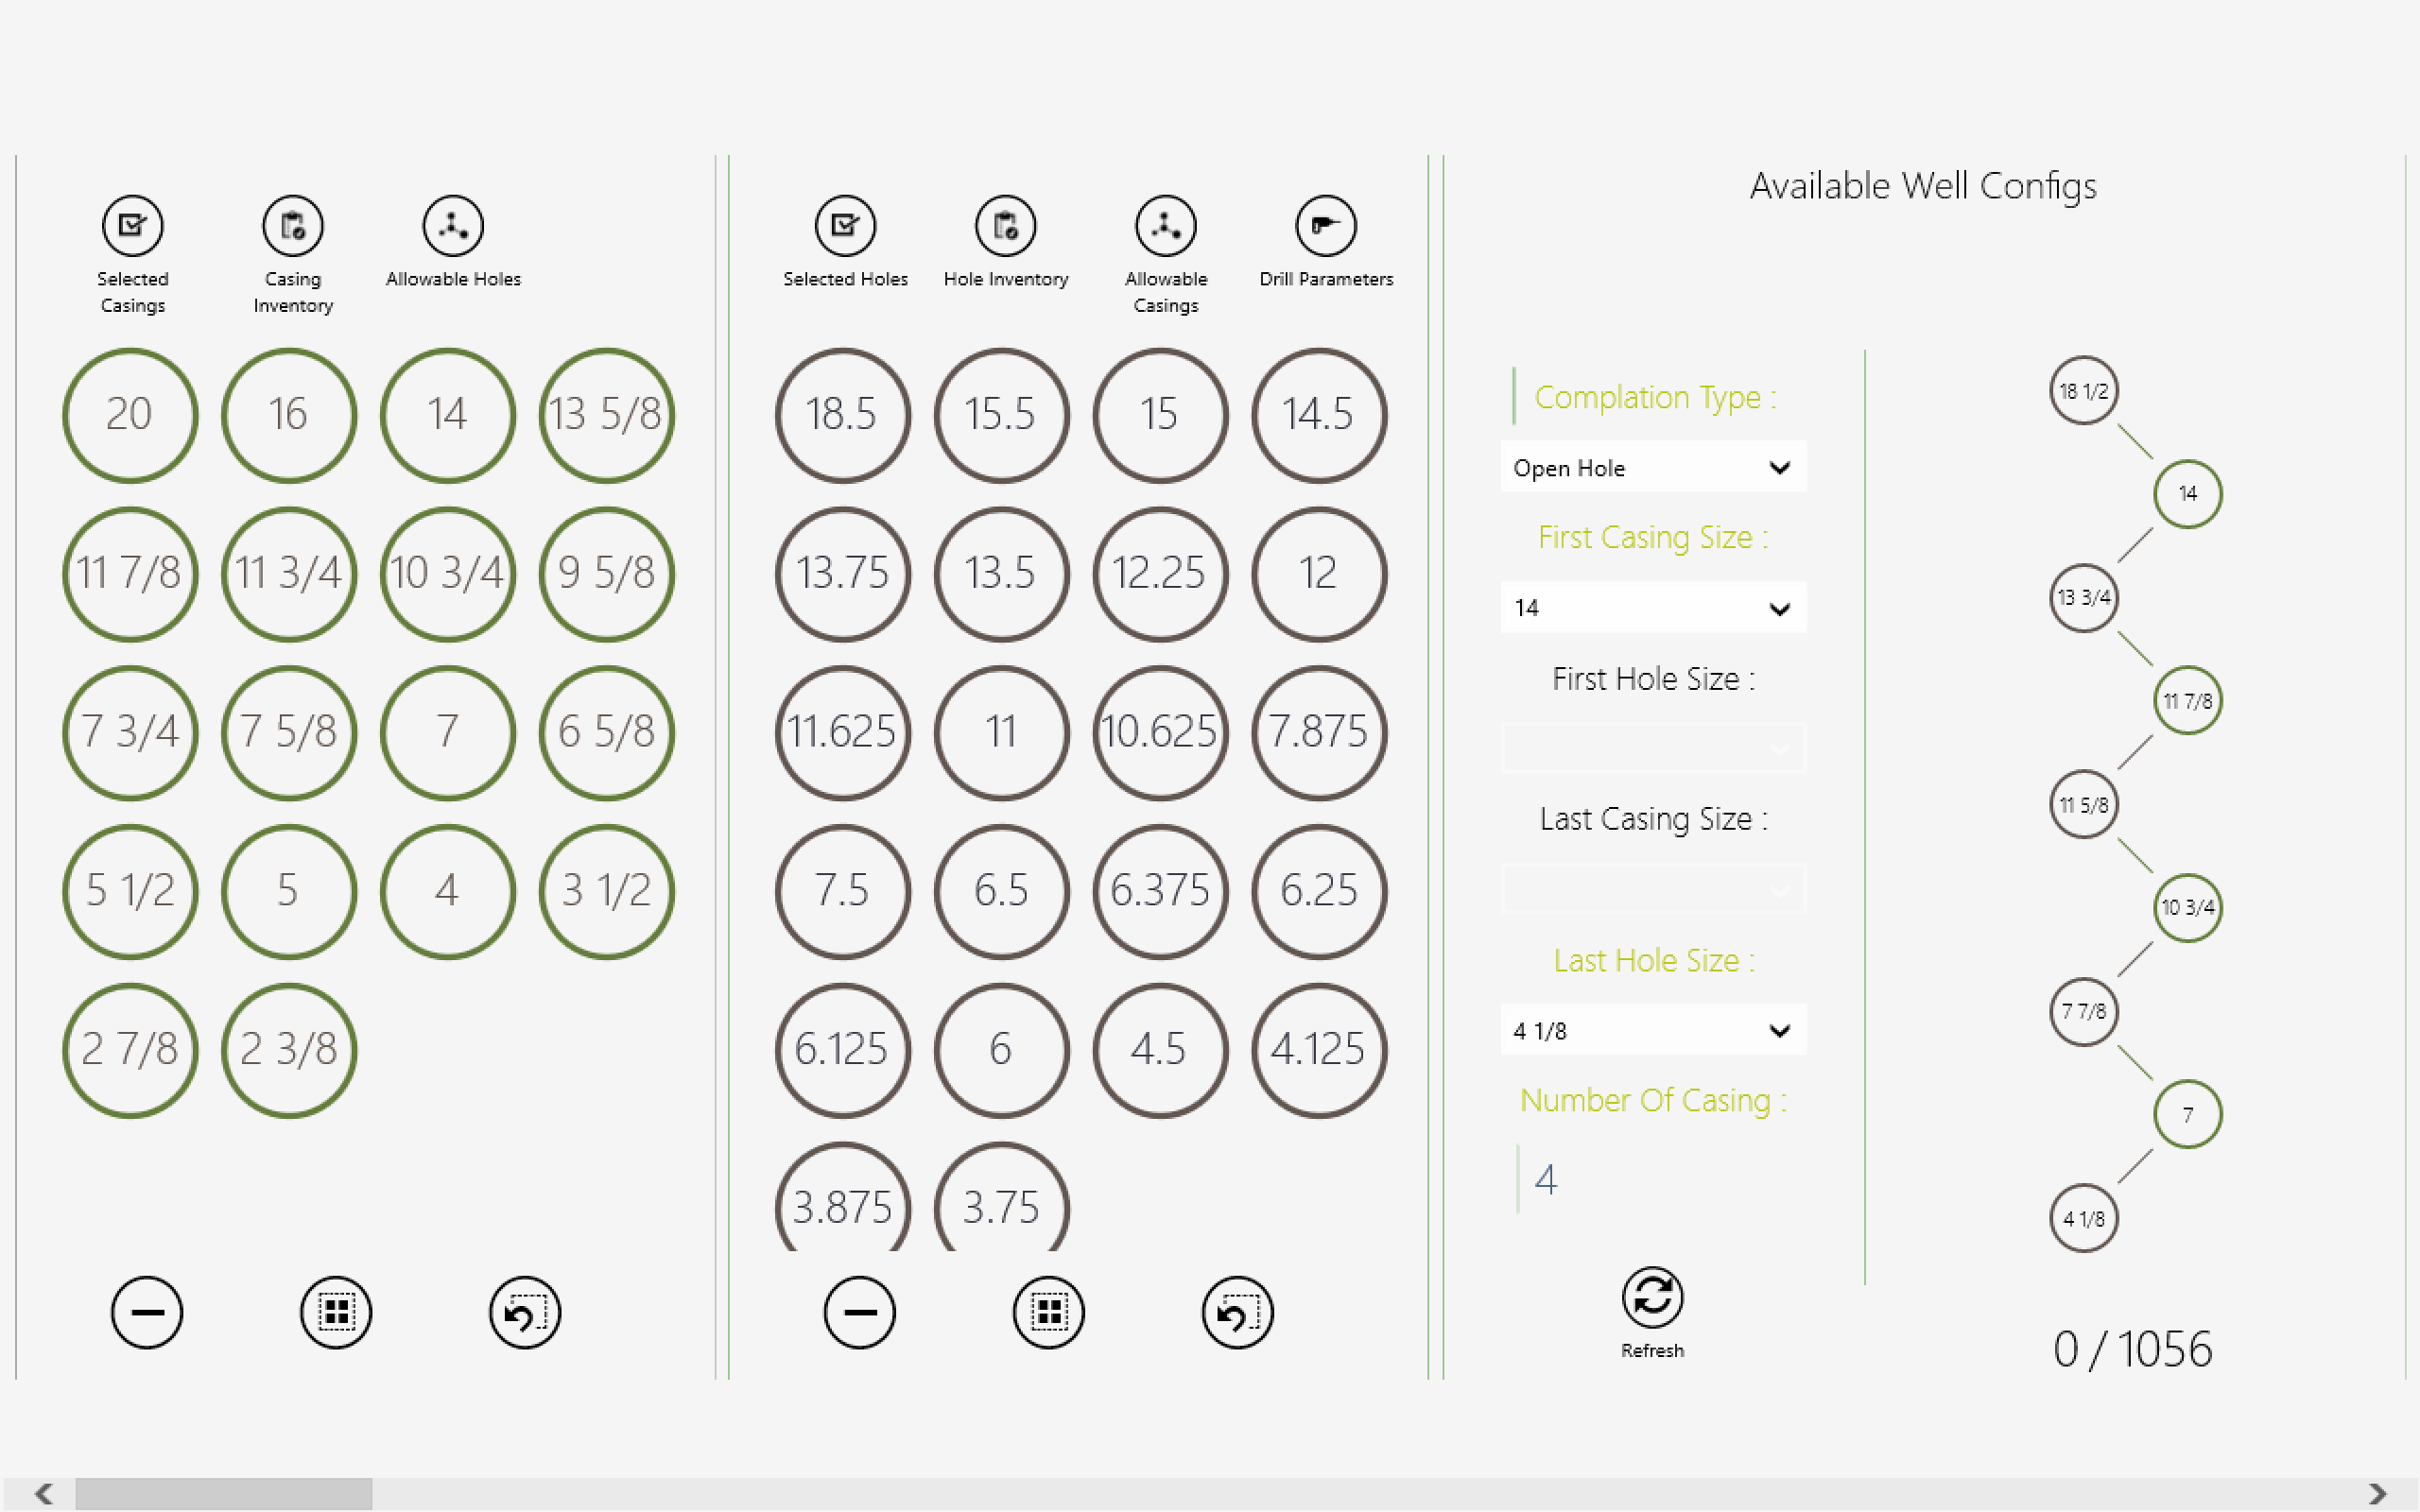 Selected
Casings
Casing
Inventory
Allowable Holes
20 16 14 13 5/8
11 7/8 11 3/4 10 3/4 9 5/8
7 3/4 7 5/8 7 6 5/8
5 1/2 5 4 3 1/2
2 7/8 2 3/8
Selected Holes
Hole Inventory
Allowable
Casings
Drill Parameters
18.5 15.5 15 14.5
13.75 13.5 12.25 12
11.625 11 10.625 7.875
7.5 6.5 6.375 6.25
6.125 6 4.5 4.125
3.875 3.75
Available Well Configs
Complation Type :
Open Hole
First Casing Size :
14
First Hole Size :
Last Casing Size :
Last Hole Size :
4 1/8
Number Of Casing :
4
Refresh
18 1/2
14
13 3/4
11 7/8
11 5/8
10 3/4
7 7/8
7
4 1/8
0 / 1056